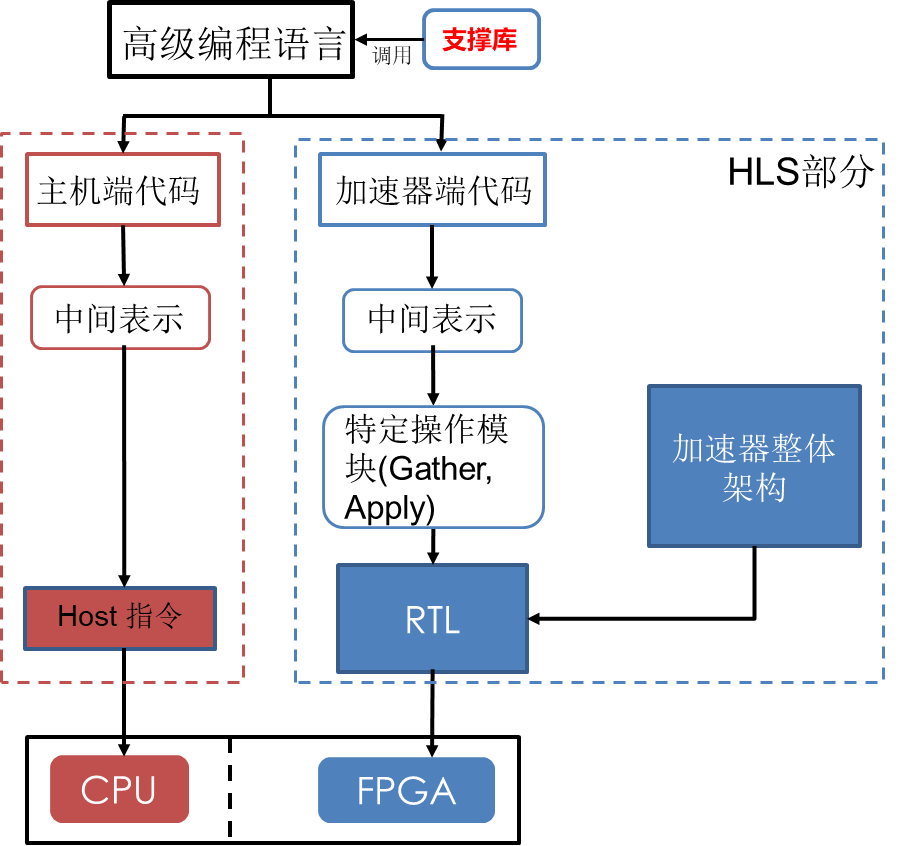 高级编程语言
支撑库
调用
HLS部分
主机端代码
加速器端代码
中间表示
中间表示
特定操作模
块(Gather,
Apply)
加速器整体
架构
Host 指令
RTL
CPU
FPGA